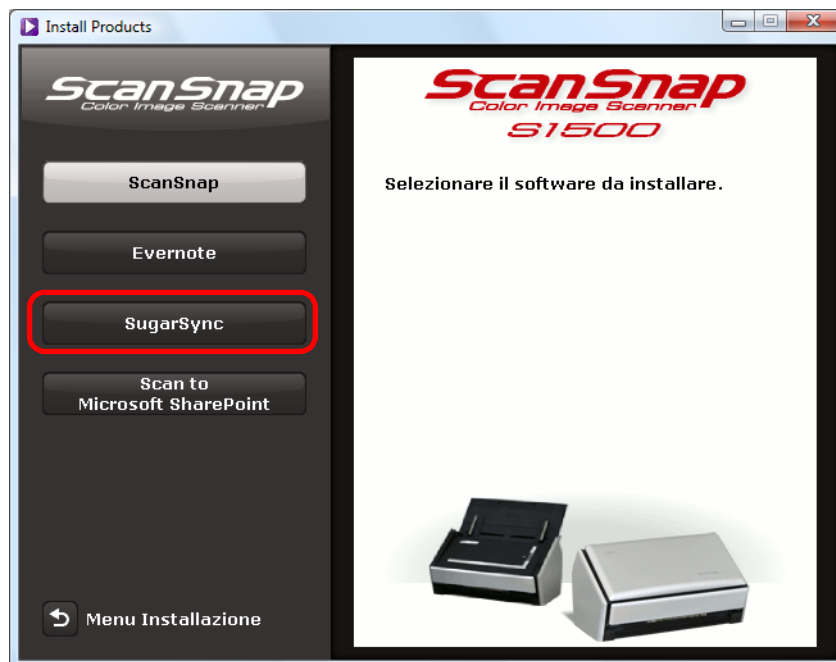 Install Products
ScanSnap
Color Image Scanner
ScanSnap
Evernote
SugarSync
Scan to
Microsoft SharePoint
Menu Installazione
ScanSnap
Color Image Scanner
S1500
Selezionare il software da installare.